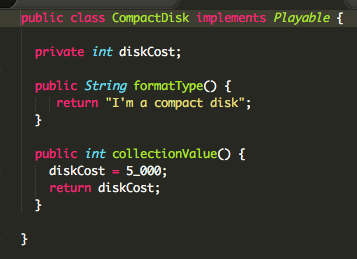 public class CompactDisk implements Playable {
private int diskCost;
public String formatType() {
return "I'm a compact disk";
}
public int collectionValue() {
diskCost = 5_000;
return diskCost;
}
}